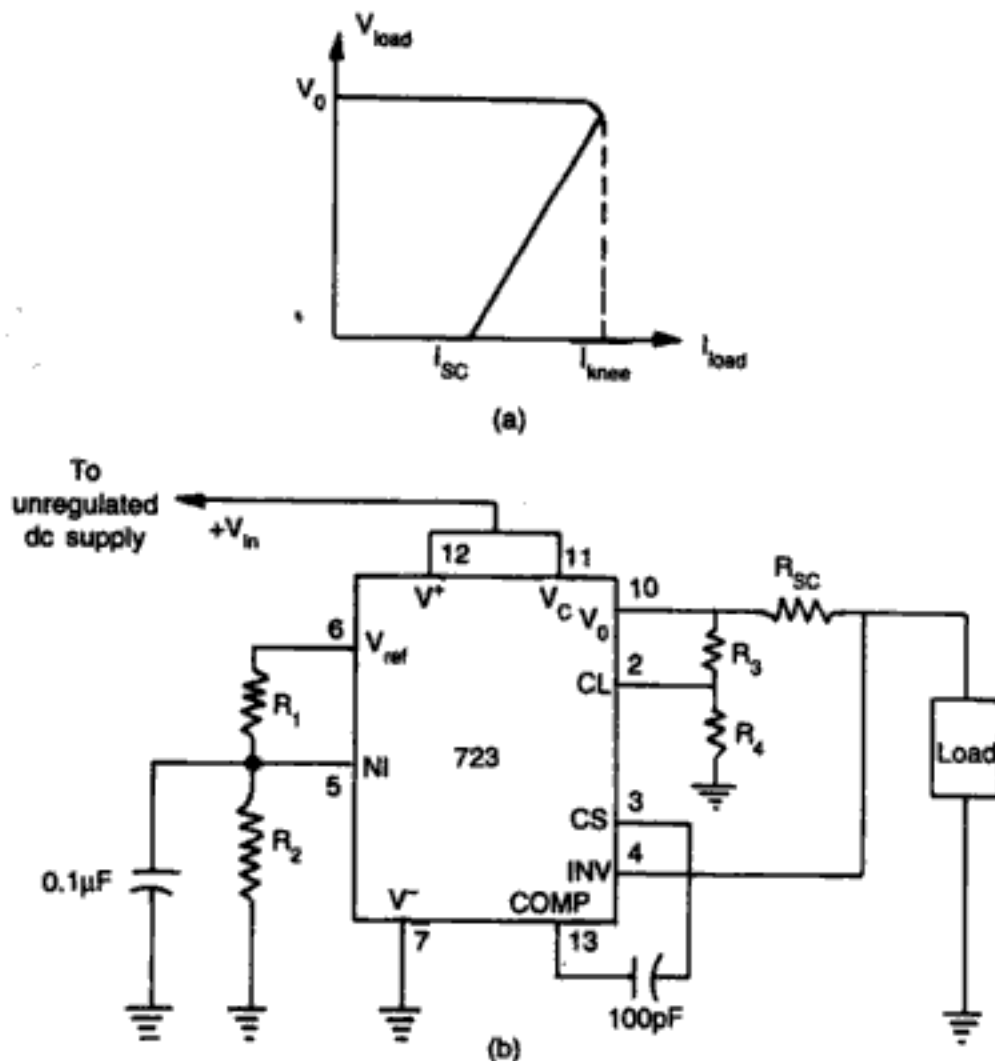 V_load
V_0
i_SC
I_knee
I_load
(a)
To
unregulated
dc supply
+V_in
12
11
V^+
V_C
10
V_0
R_SC
6
V_ref
R_1
R_3
2
CL
R_4
NI
5
723
Load
R_2
3
CS
4
INV
0.1μF
V^-
7
COMP
13
100pF
(b)